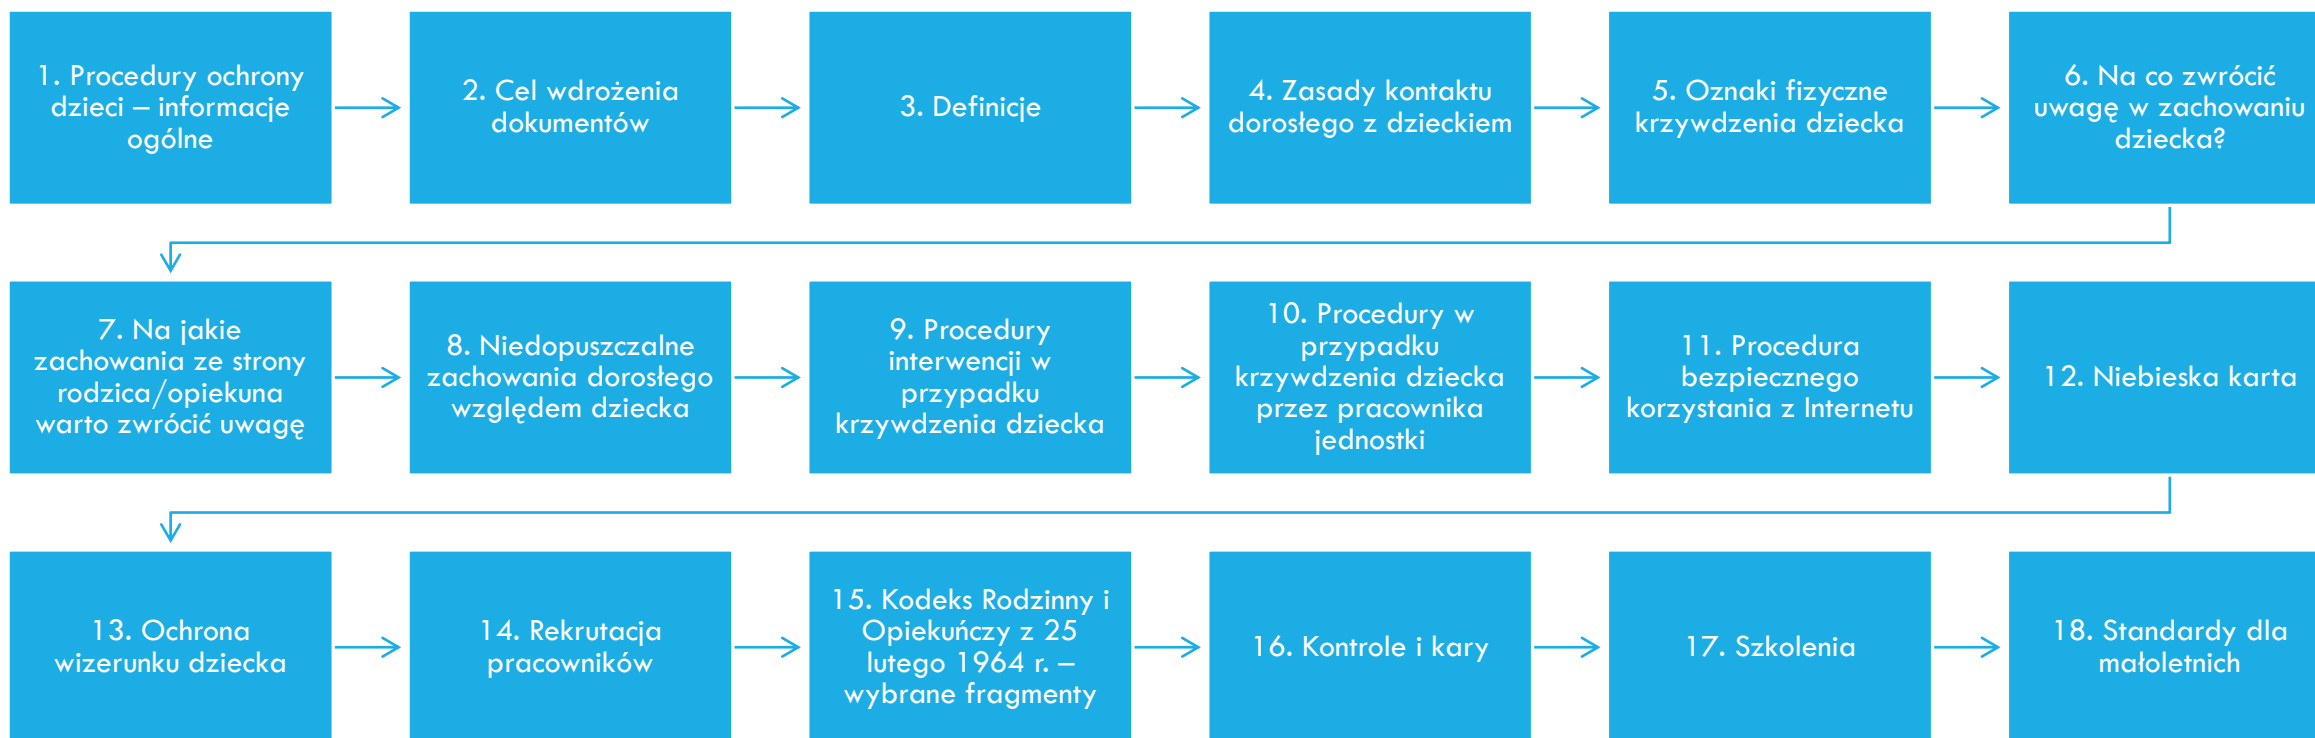 1. Procedury ochrony
dzieci – informacje
ogólne
2. Cel wdrożenia
dokumentów
3. Definicje
4. Zasady kontaktu
dorosłego z dzieckiem
5. Oznaki fizyczne
krzywdzenia dziecka
6. Na co zwrócić
uwagę w zachowaniu
dziecka?
7. Na jakie
zachowania ze strony
rodzica/opiekuna
warto zwrócić uwagę
8. Niedopuszczalne
zachowania dorosłego
względem dziecka
9. Procedury
interwencji w
przypadku
krzywdzenia dziecka
10. Procedury w
przypadku
krzywdzenia dziecka
przez pracownika
jednostki
11. Procedura
bezpiecznego
korzystania z Internetu
12. Niebieska karta
13. Ochrona
wizerunku dziecka
14. Rekrutacja
pracowników
15. Kodeks Rodzinny i
Opiekuńczy z 25
lutego 1964 r. –
wybrane fragmenty
16. Kontrole i kary
17. Szkolenia
18. Standardy dla
małoletnich